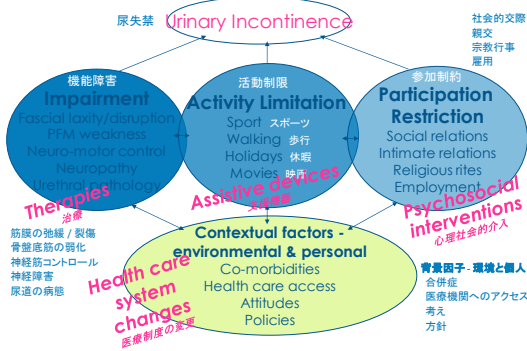 尿失禁
Urinary Incontinence
社会的交際
親交
宗教行事
雇用
機能障害
Impairment
Fascial laxity/disruption
PFM weakness
Neuro-motor control
Neuropathy
Urethral pathology
活動制限
Activity Limitation
Sport スポーツ
Walking 歩行
Holidays 休暇
Movies 映画
参加制約
Participation
Restriction
Social relations
Intimate relations
Religious rites
Employment
Therapies
治療
Assistive devices
Psychosocial
interventions
心理社会的介入
筋膜の弛緩 / 裂傷
骨盤底筋の弱化
神経筋コントロール
神経障害
尿道の病態
Contextual factors -
environmental & personal
Co-morbidities
Health care access
Attitudes
Policies
Health care
system
changes
医療制度の変更
背景因子 - 環境と個人
合併症
医療機関へのアクセス
考え
方針